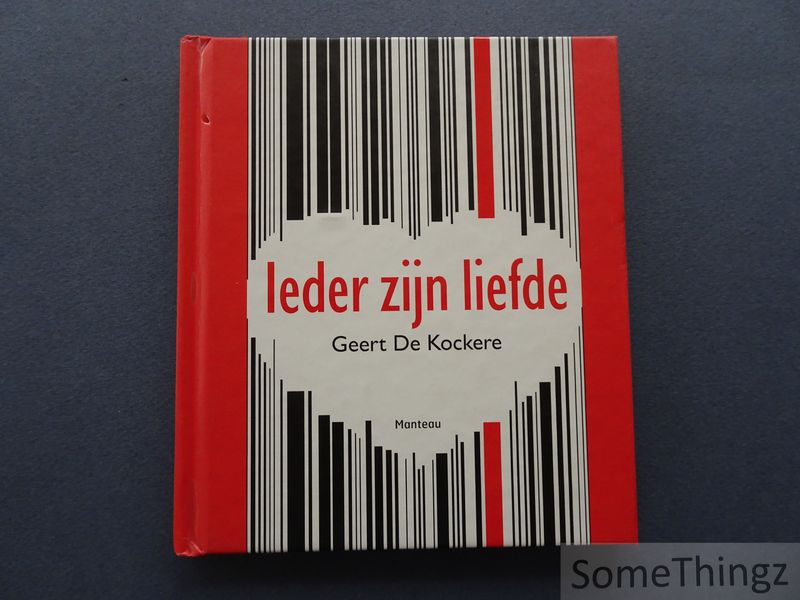 Ieder zijn liefde
Geert De Kockere
Manteau
SomeThingz